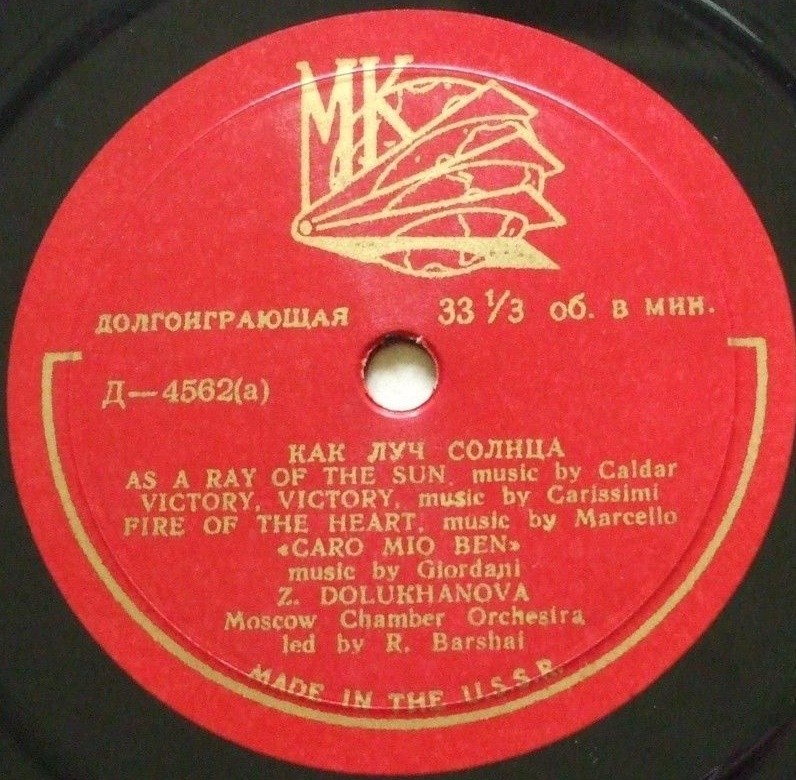 МК
ДОЛГОИГРАЮЩАЯ 33 1/3 об. в мин.
Д—4562(а)
КАК ЛУЧ СОЛНЦА
AS A RAY OF THE SUN, music by Caldar
VICTORY, VICTORY, music by Carissimi
FIRE OF THE HEART, music by Marcello
«CARO MIO BEN»
music by Giordani
Z. DOLUKHANOVA
Moscow Chamber Orchestra
led by R. Barshai
MADE IN THE U.S.S.R.